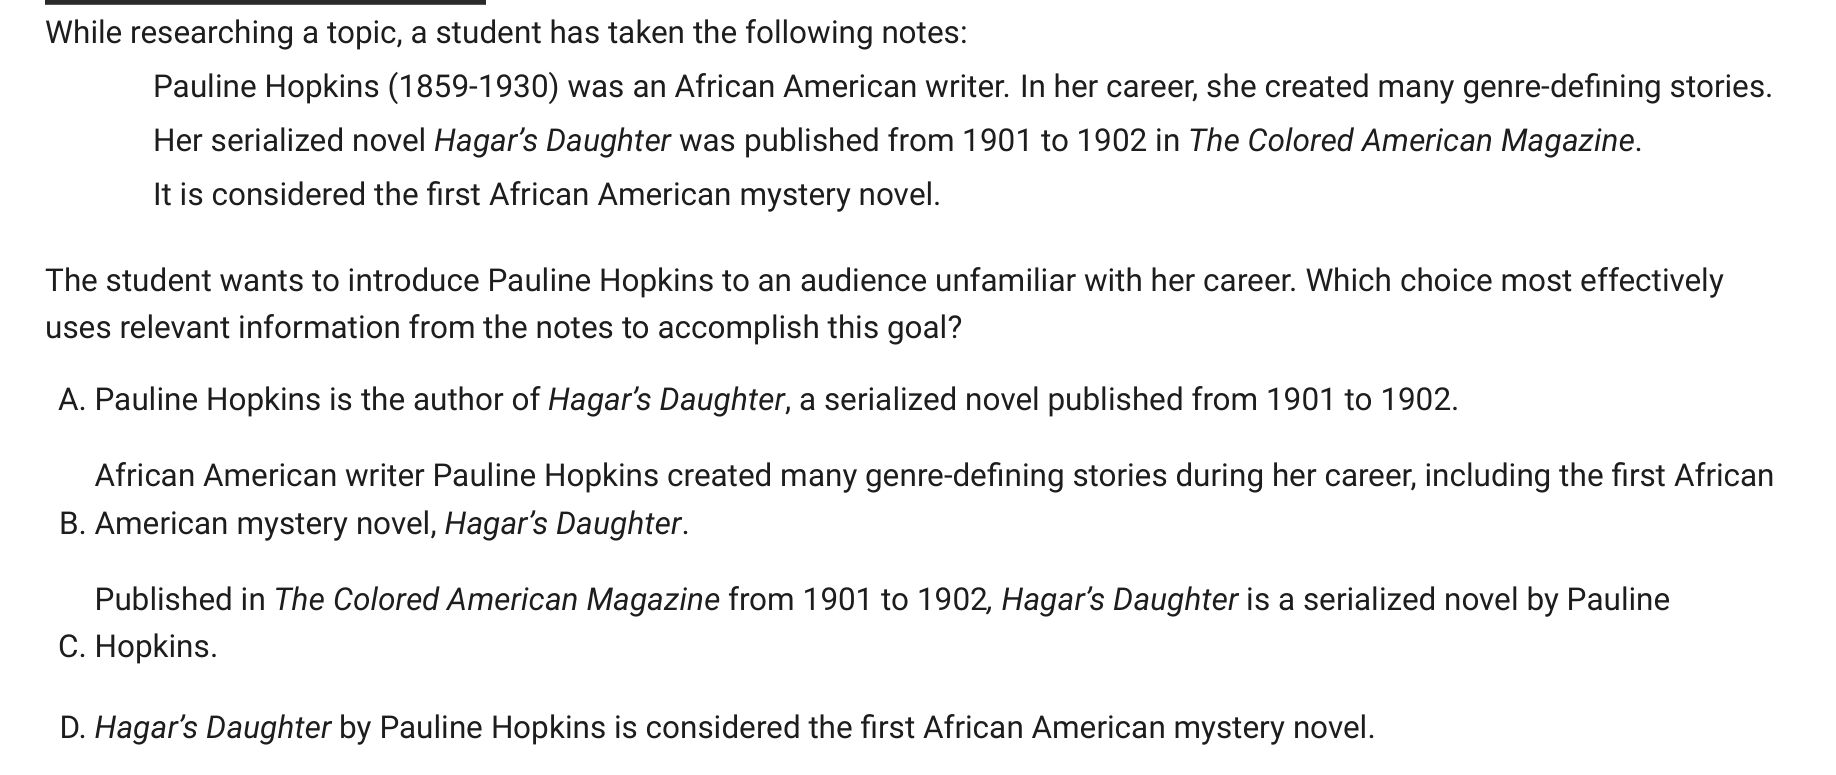 While researching a topic, a student has taken the following notes:
Pauline Hopkins (1859-1930) was an African American writer. In her career, she created many genre-defining stories.
Her serialized novel Hagar’s Daughter was published from 1901 to 1902 in The Colored American Magazine.
It is considered the first African American mystery novel.
The student wants to introduce Pauline Hopkins to an audience unfamiliar with her career. Which choice most effectively
uses relevant information from the notes to accomplish this goal?
A. Pauline Hopkins is the author of Hagar’s Daughter, a serialized novel published from 1901 to 1902.
African American writer Pauline Hopkins created many genre-defining stories during her career, including the first African
B. American mystery novel, Hagar’s Daughter.
Published in The Colored American Magazine from 1901 to 1902, Hagar’s Daughter is a serialized novel by Pauline
C. Hopkins.
D. Hagar’s Daughter by Pauline Hopkins is considered the first African American mystery novel.